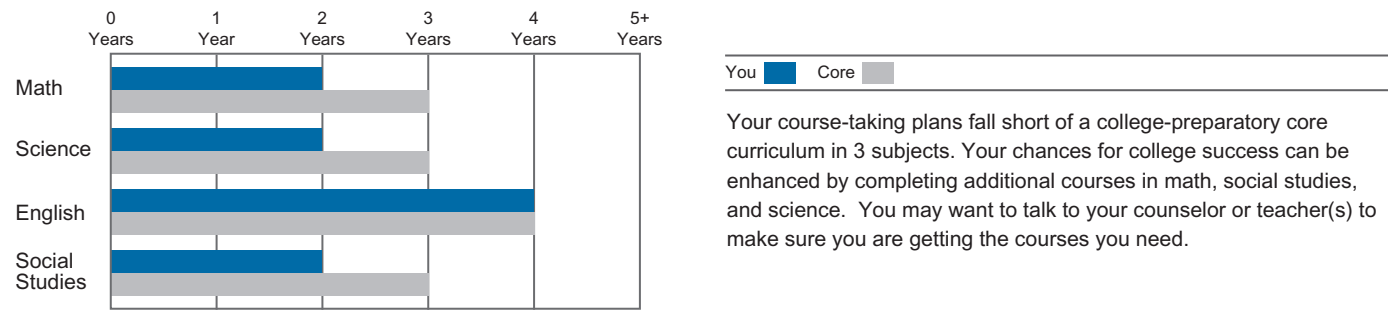 0 1 2 3 4 5+
Years Year Years Years Years Years
Math
Science
English
Social
Studies
You Core
Your course-taking plans fall short of a college-preparatory core
curriculum in 3 subjects. Your chances for college success can be
enhanced by completing additional courses in math, social studies,
and science. You may want to talk to your counselor or teacher(s) to
make sure you are getting the courses you need.